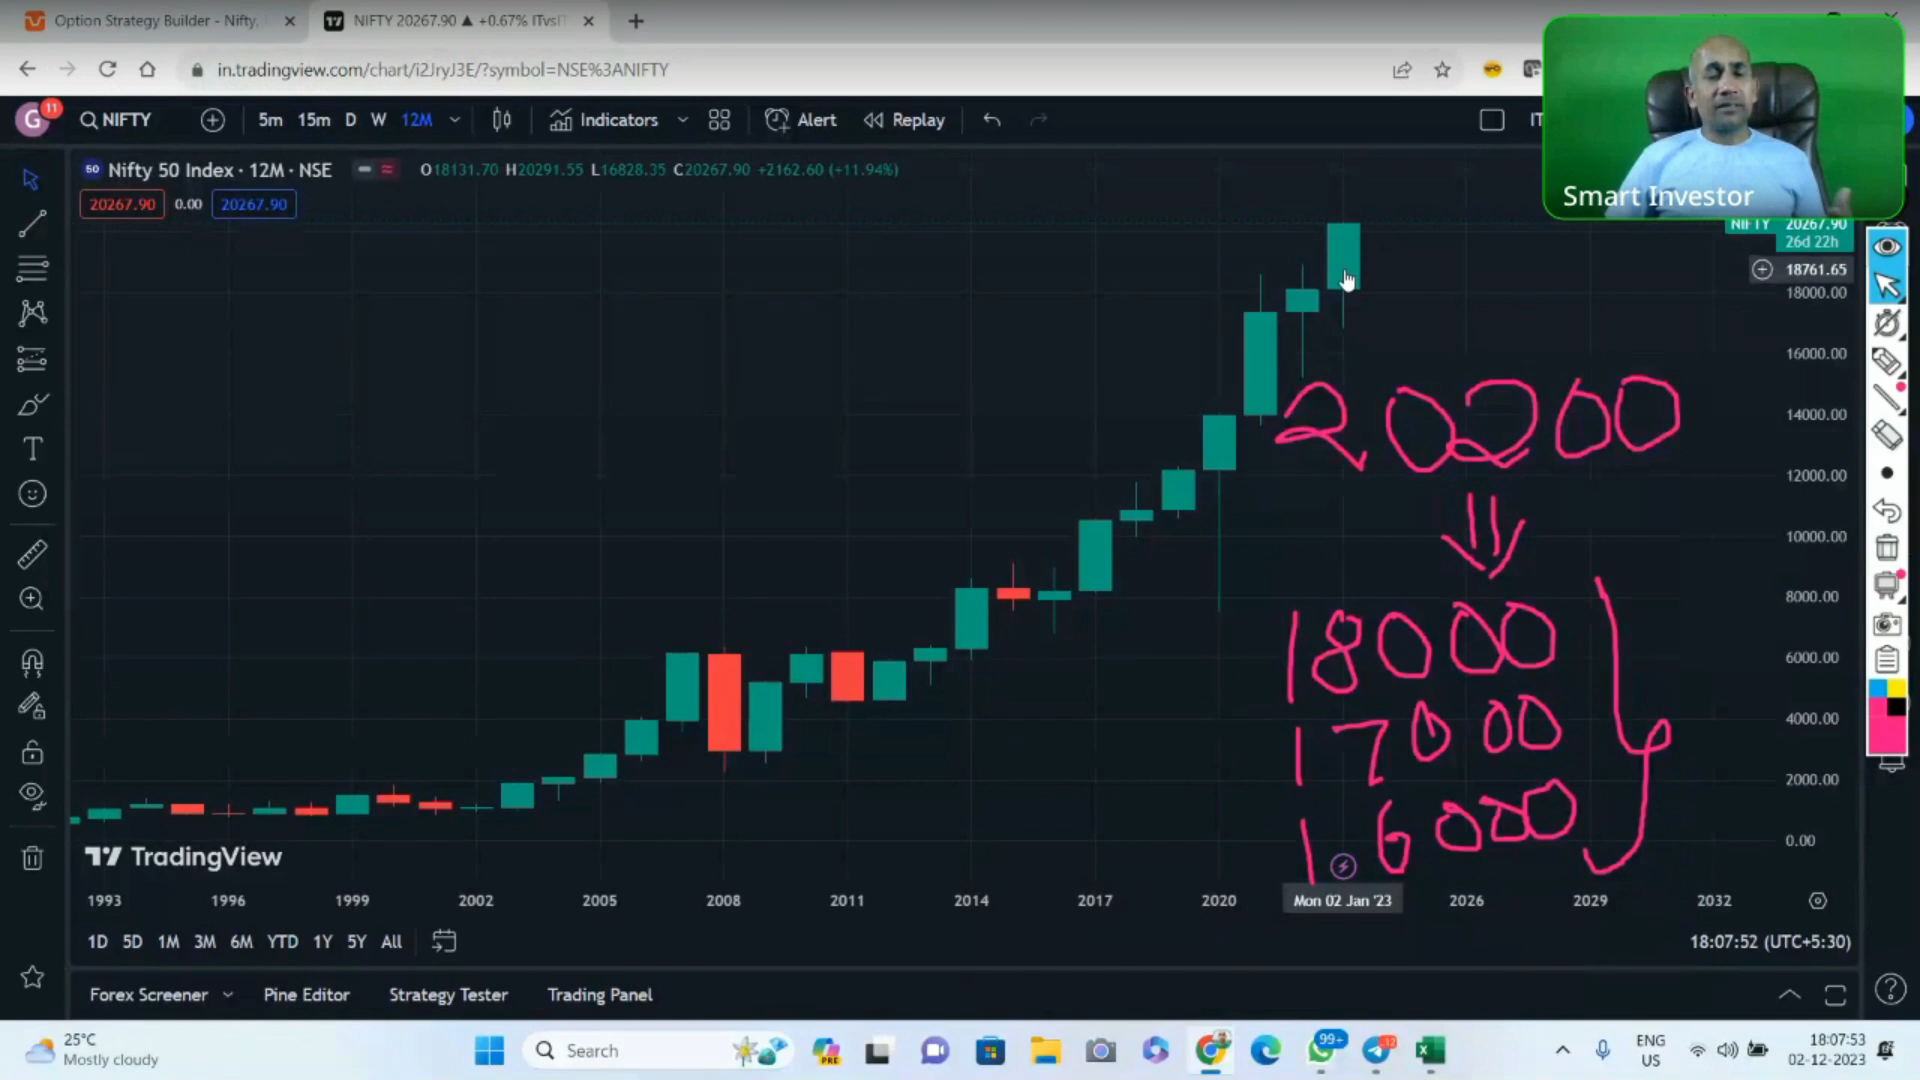 Option Strategy Builder - Nifty,
NIFTY 20267.90 ▲ +0.67% ITvsIT
in.tradingview.com/chart/i2JryJ3E/?symbol=NSE%3ANIFTY
G
11
NIFTY
5m 15m D W 12M
Indicators
Alert
Replay
IT
Smart Investor
50 Nifty 50 Index · 12M · NSE
O18131.70 H20291.55 L16828.35 C20267.90 +2162.60 (+11.94%)
20267.90 0.00 20267.90
NIFTY 20267.90
26d 22h
18761.65
18000.00
16000.00
14000.00
12000.00
10000.00
8000.00
6000.00
4000.00
2000.00
0.00
20200
18000
17000
16000
TradingView
1993 1996 1999 2002 2005 2008 2011 2014 2017 2020 Mon 02 Jan '23 2026 2029 2032
1D 5D 1M 3M 6M YTD 1Y 5Y All
18:07:52 (UTC+5:30)
Forex Screener Pine Editor Strategy Tester Trading Panel
25°C
Mostly cloudy
Search
PRE
99+
ENG
US
18:07:53
02-12-2023